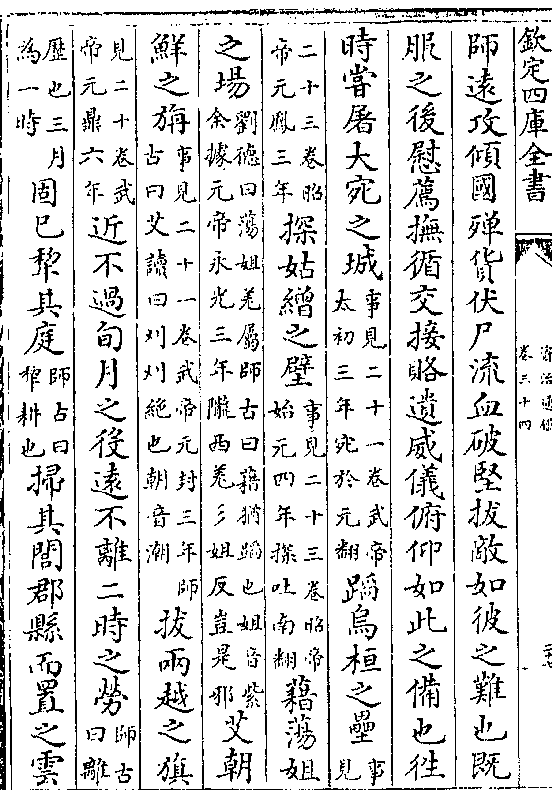 欽定四庫全書
卷三十四
師遠攻傾國殫貨伏尸流血破堅拔敵如彼之難也既
服之後慰薦撫循交接賂遺威儀俯仰如此之備也往
時嘗屠大宛之城事見二十一卷武帝太初三年宛於元翻蹈烏桓之壘事見
二十三卷昭帝元鳳三年探姑繒之壁事見二十三卷昭帝始元四年探吐南翻藉蕩姐
之場劉德曰蕩姐羌屬師古曰藉猶蹈也姐音紫余據元帝永光三年隴西羌彡姐反豈是邪艾朝
鮮之旃事見二十一卷武帝元封三年師古曰艾讀曰刈刈絶也朝音潮拔兩越之旗
見二十卷武帝元鼎六年近不過旬月之役遠不離二時之勞師古曰離
歷也三月為一時固已犂其庭師古曰犂耕也掃其閭郡縣而置之雲